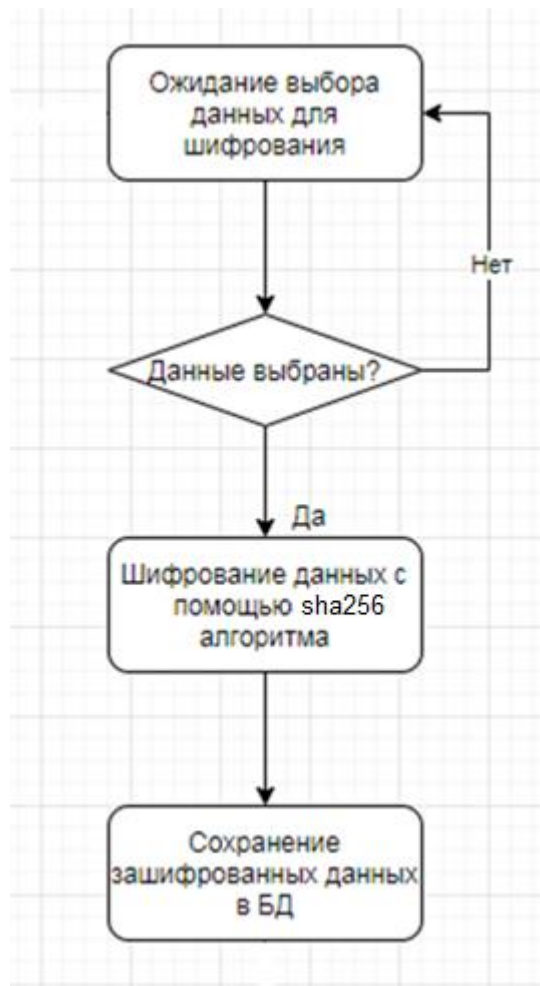 Ожидание выбора
данных для
шифрования
Нет
Данные выбраны?
Да
Шифрование данных с
помощью sha256
алгоритма
Сохранение
зашифрованных данных
в БД